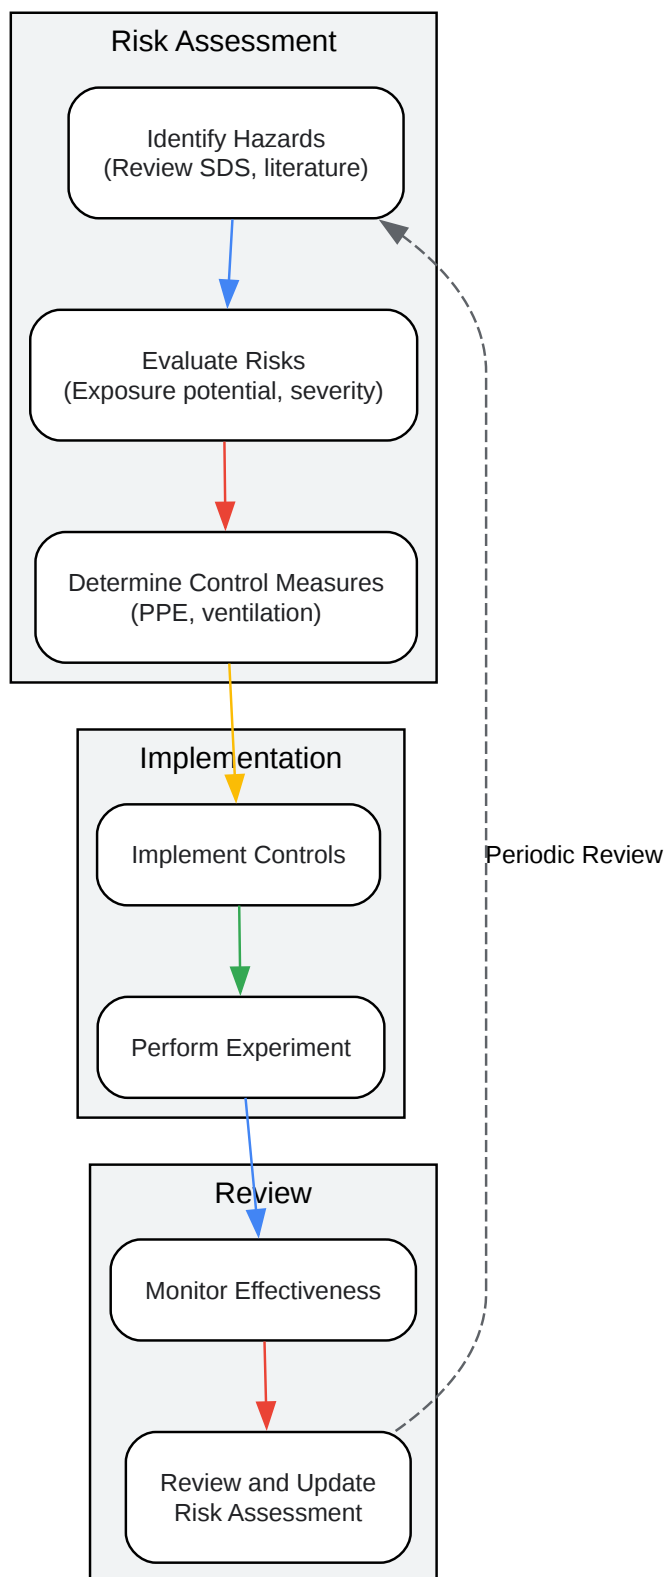 Risk Assessment
Identify Hazards
(Review SDS, literature)
Evaluate Risks
(Exposure potential, severity)
Determine Control Measures
(PPE, ventilation)
Implementation
Implement Controls
Periodic Review
Perform Experiment
Review
Monitor Effectiveness
Review and Update
Risk Assessment